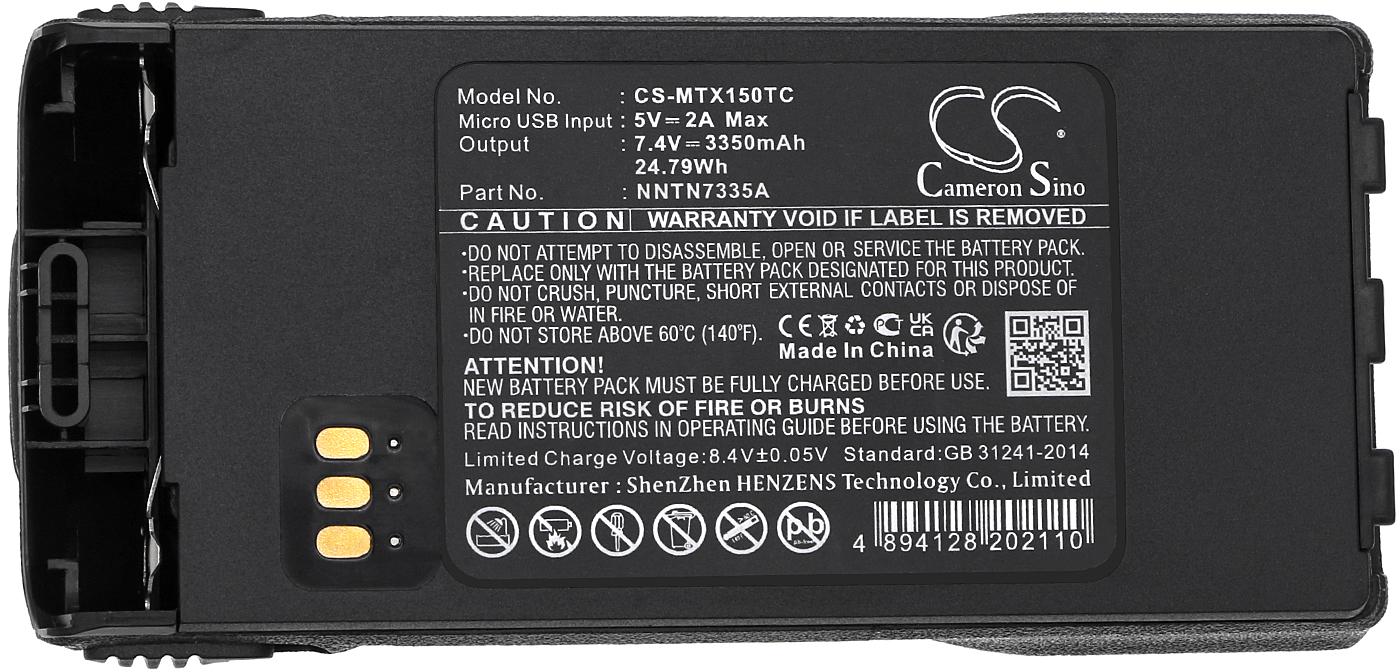 Model No. : CS-MTX150TC
Micro USB Input : 5V⎓2A Max
Output : 7.4V⎓3350mAh
24.79Wh
Part No. : NNTN7335A
CS ®
Cameron Sino
CAUTION | WARRANTY VOID IF LABEL IS REMOVED
·DO NOT ATTEMPT TO DISASSEMBLE, OPEN OR SERVICE THE BATTERY PACK.
·REPLACE ONLY WITH THE BATTERY PACK DESIGNATED FOR THIS PRODUCT.
·DO NOT CRUSH, PUNCTURE, SHORT EXTERNAL CONTACTS OR DISPOSE OF
IN FIRE OR WATER.
·DO NOT STORE ABOVE 60°C (140°F).
CE PCT UK
CA
Made In China
ATTENTION!
NEW BATTERY PACK MUST BE FULLY CHARGED BEFORE USE.
TO REDUCE RISK OF FIRE OR BURNS
READ INSTRUCTIONS IN OPERATING GUIDE BEFORE USING THE BATTERY.
Limited Charge Voltage:8.4V±0.05V Standard:GB 31241-2014
Manufacturer : ShenZhen HENZENS Technology Co., Limited
pb
4 894128 202110